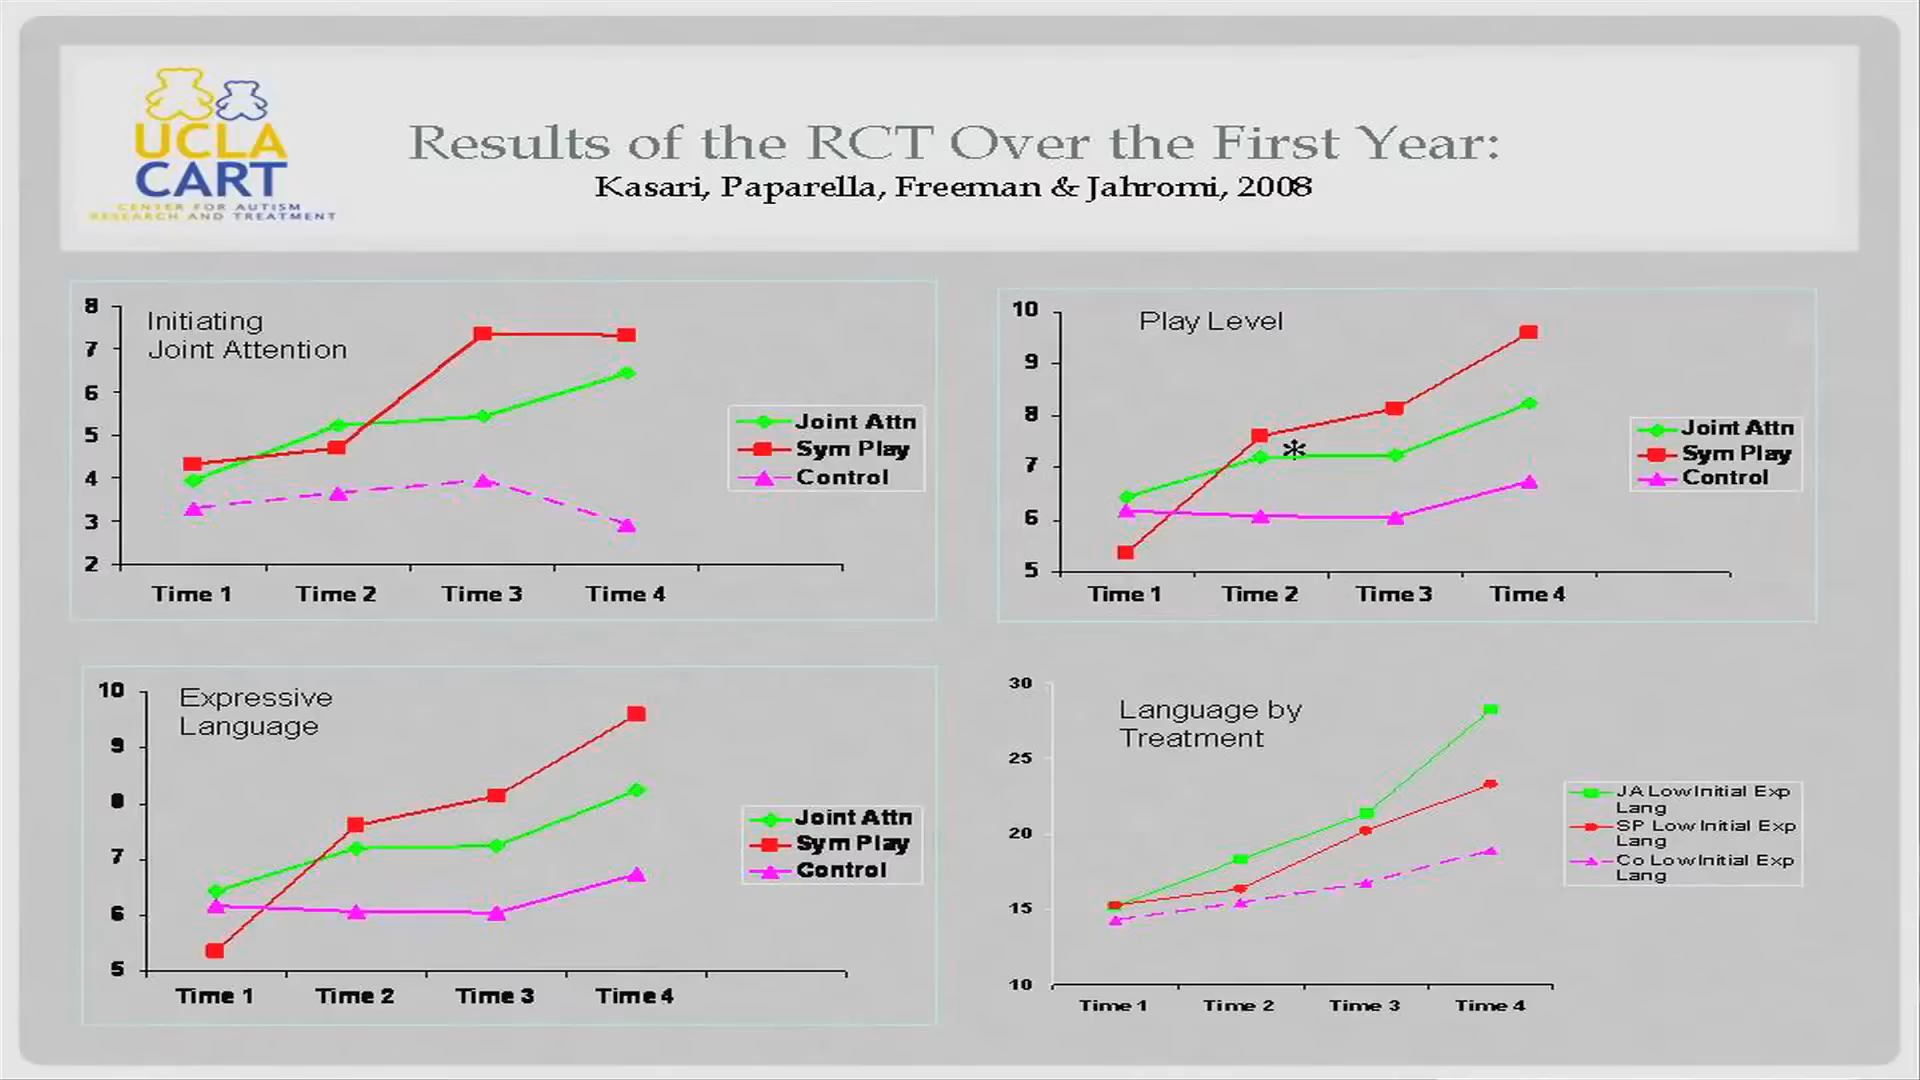 UCLA
CART
CENTER FOR AUTISM
RESEARCH AND TREATMENT
Results of the RCT Over the First Year:
Kasari, Paparella, Freeman & Jahromi, 2008
Initiating
Joint Attention
8
7
6
5
4
3
2
Time 1 Time 2 Time 3 Time 4
Joint Attn
Sym Play
Control
Play Level
10
9
8
7
6
5
*
Time 1 Time 2 Time 3 Time 4
Joint Attn
Sym Play
Control
Expressive
Language
10
9
8
7
6
5
Time 1 Time 2 Time 3 Time 4
Joint Attn
Sym Play
Control
Language by
Treatment
30
25
20
15
10
Time 1 Time 2 Time 3 Time 4
JA Low Initial Exp
Lang
SP Low Initial Exp
Lang
Co Low Initial Exp
Lang